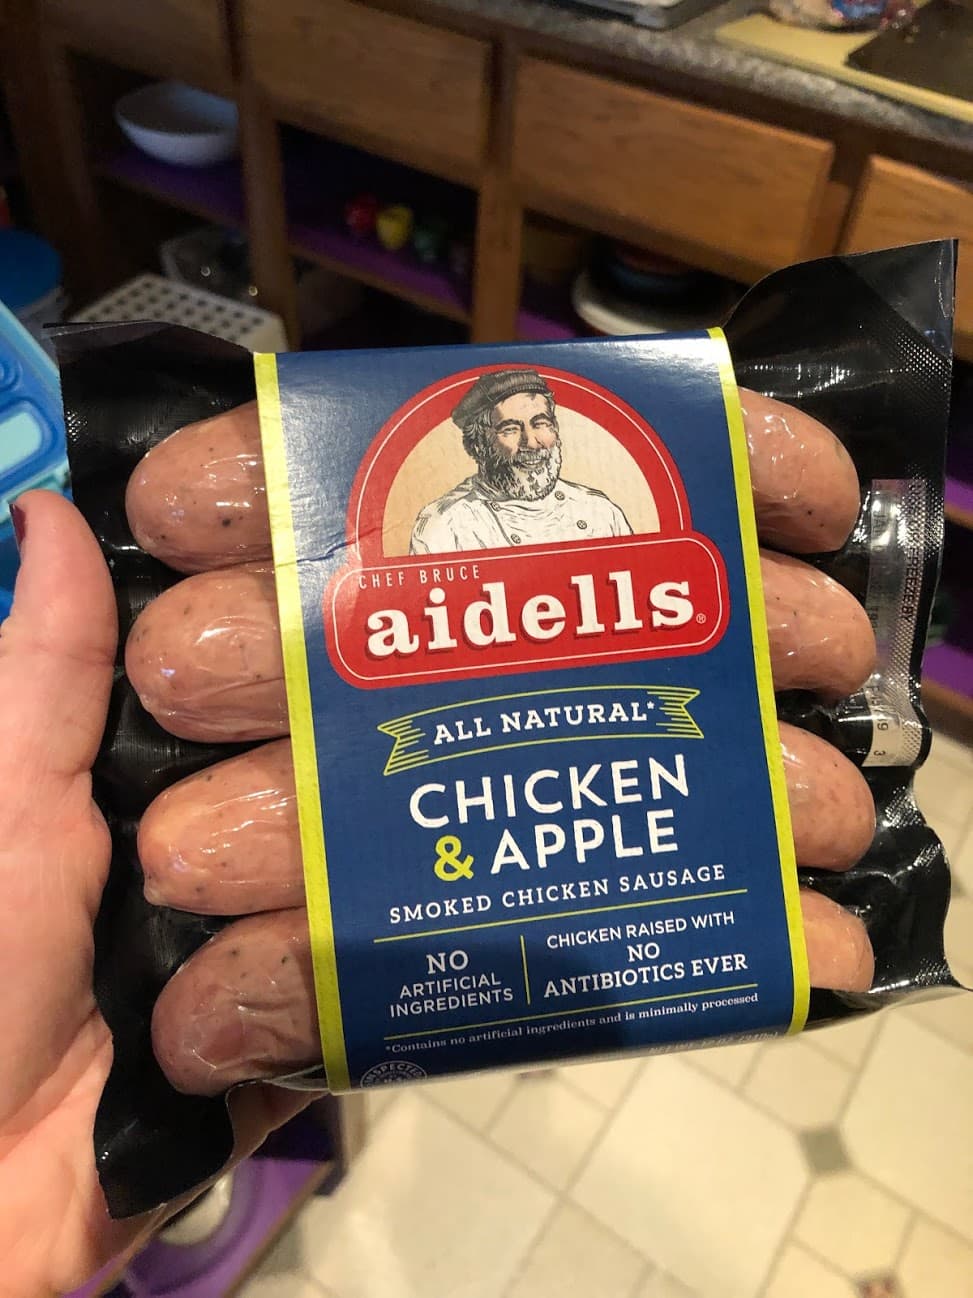 CHEF BRUCE
aidells®
ALL NATURAL*
CHICKEN
& APPLE
SMOKED CHICKEN SAUSAGE
NO
ARTIFICIAL
INGREDIENTS
CHICKEN RAISED WITH
NO
ANTIBIOTICS EVER
*Contains no artificial ingredients and is minimally processed
INSPECTED